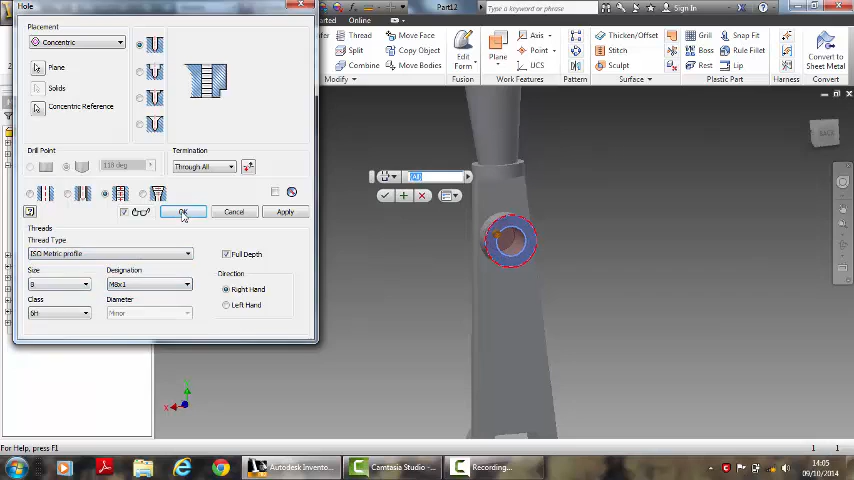 Hole
Part12
Type a keyword or phrase
Sign In
Online
Placement
Concentric
Plane
Solids
Concentric Reference
Drill Point
118 deg
Termination
Through All
OK
Cancel
Apply
Threads
Thread Type
ISO Metric profile
Full Depth
Size
Designation
8
M8x1
Direction
Right Hand
Left Hand
Class
Diameter
6H
Minor
Thread
Move Face
Split
Copy Object
Combine
Move Bodies
Modify
Edit
Form
Fusion
Plane
Axis
Point
UCS
Work Features
Pattern
Thicken/Offset
Stitch
Sculpt
Surface
Grill
Snap Fit
Boss
Rule Fillet
Rest
Lip
Plastic Part
Harness
Convert to
Sheet Metal
Convert
BACK
X
Y
For Help, press F1
1 1
Autodesk Invento...
Camtasia Studio -...
Recording...
14:05
09/10/2014